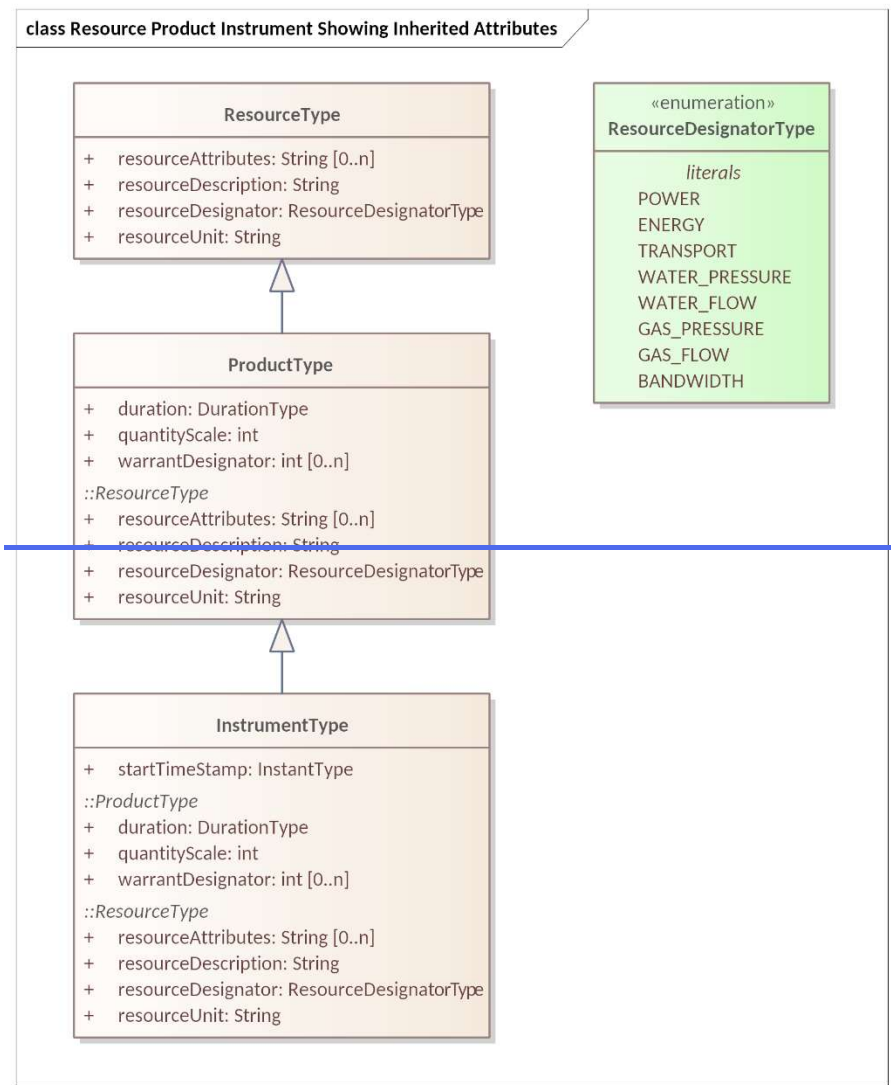 class Resource Product Instrument Showing Inherited Attributes
ResourceType
+ resourceAttributes: String [0..n]
+ resourceDescription: String
+ resourceDesignator: ResourceDesignatorType
+ resourceUnit: String
«enumeration»
ResourceDesignatorType
literals
POWER
ENERGY
TRANSPORT
WATER_PRESSURE
WATER_FLOW
GAS_PRESSURE
GAS_FLOW
BANDWIDTH
ProductType
+ duration: DurationType
+ quantityScale: int
+ warrantDesignator: int [0..n]
::ResourceType
+ resourceAttributes: String [0..n]
+ resourceDescription: String
+ resourceDesignator: ResourceDesignatorType
+ resourceUnit: String
InstrumentType
+ startTimeStamp: InstantType
::ProductType
+ duration: DurationType
+ quantityScale: int
+ warrantDesignator: int [0..n]
::ResourceType
+ resourceAttributes: String [0..n]
+ resourceDescription: String
+ resourceDesignator: ResourceDesignatorType
+ resourceUnit: String